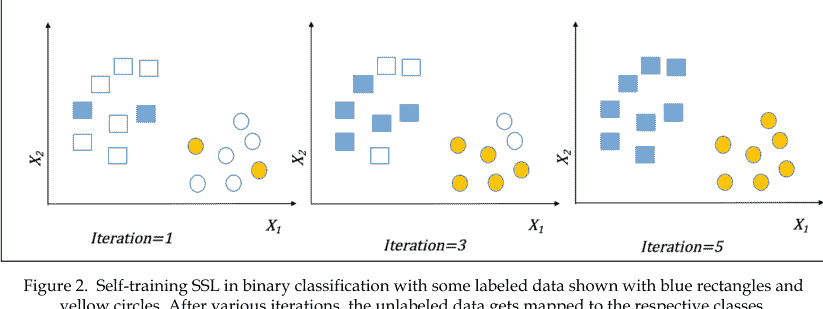 X2
X1
Iteration=1
X2
X1
Iteration=3
X2
X1
Iteration=5
Figure 2. Self-training SSL in binary classification with some labeled data shown with blue rectangles and
yellow circles. After various iterations, the unlabeled data gets mapped to the respective classes.